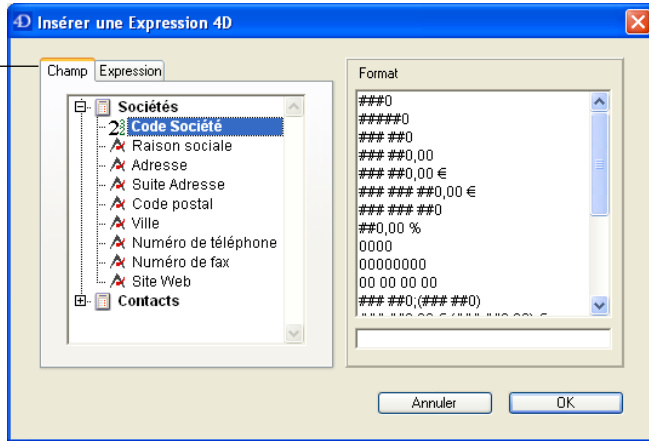 4D Insérer une Expression 4D
Champ
Expression
Sociétés
Code Société
Raison sociale
Adresse
Suite Adresse
Code postal
Ville
Numéro de téléphone
Numéro de fax
Site Web
Contacts
Format
###0
#####0
### ##0
### ##0,00
### ##0,00 €
### ### ##0,00 €
### ### ##0
##0,00 %
0000
00000000
00 00 00 00
### ##0;(### ##0)
Annuler
OK